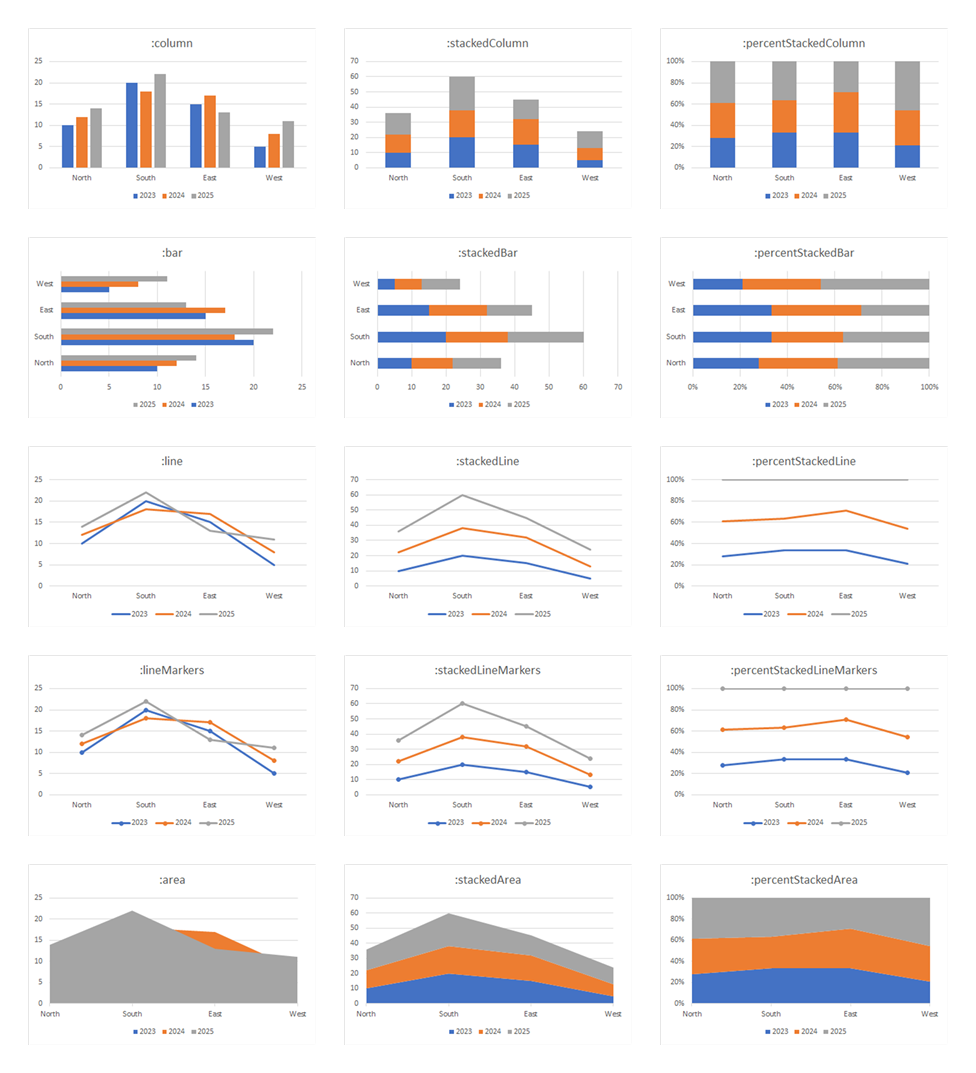 :column
25
20
15
10
5
0
North South East West
2023 2024 2025
:stackedColumn
70
60
50
40
30
20
10
0
North South East West
2023 2024 2025
:percentStackedColumn
100%
80%
60%
40%
20%
0%
North South East West
2023 2024 2025
:bar
West
East
South
North
0 5 10 15 20 25
2025 2024 2023
:stackedBar
West
East
South
North
0 10 20 30 40 50 60 70
2023 2024 2025
:percentStackedBar
West
East
South
North
0% 20% 40% 60% 80% 100%
2023 2024 2025
:line
25
20
15
10
5
0
North South East West
2023 2024 2025
:stackedLine
70
60
50
40
30
20
10
0
North South East West
2023 2024 2025
:percentStackedLine
100%
80%
60%
40%
20%
0%
North South East West
2023 2024 2025
:lineMarkers
25
20
15
10
5
0
North South East West
2023 2024 2025
:stackedLineMarkers
70
60
50
40
30
20
10
0
North South East West
2023 2024 2025
:percentStackedLineMarkers
100%
80%
60%
40%
20%
0%
North South East West
2023 2024 2025
:area
25
20
15
10
5
0
North South East West
2023 2024 2025
:stackedArea
70
60
50
40
30
20
10
0
North South East West
2023 2024 2025
:percentStackedArea
100%
80%
60%
40%
20%
0%
North South East West
2023 2024 2025